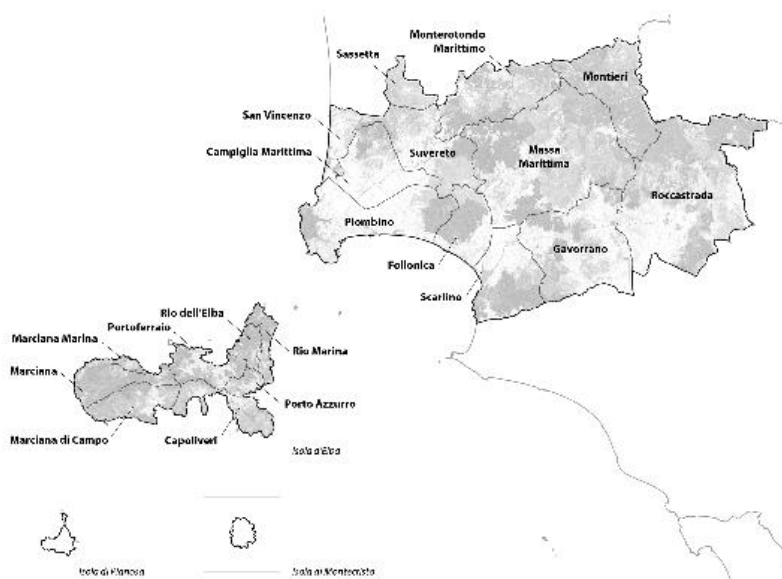 Monterotondo
Marittimo
Sassetta
Montieri
San Vincenzo
Suvereto
Massa
Marittima
Campiglia Marittima
Roccastrada
Piombino
Gavorrano
Follonica
Scarlino
Rio dell'Elba
Portoferraio
Marciana Marina
Rio Marina
Marciana
Porto Azzurro
Marciana di Campo
Capoliveri
Isola d'Elba
Isola di Pianosa
Isola di Montecristo